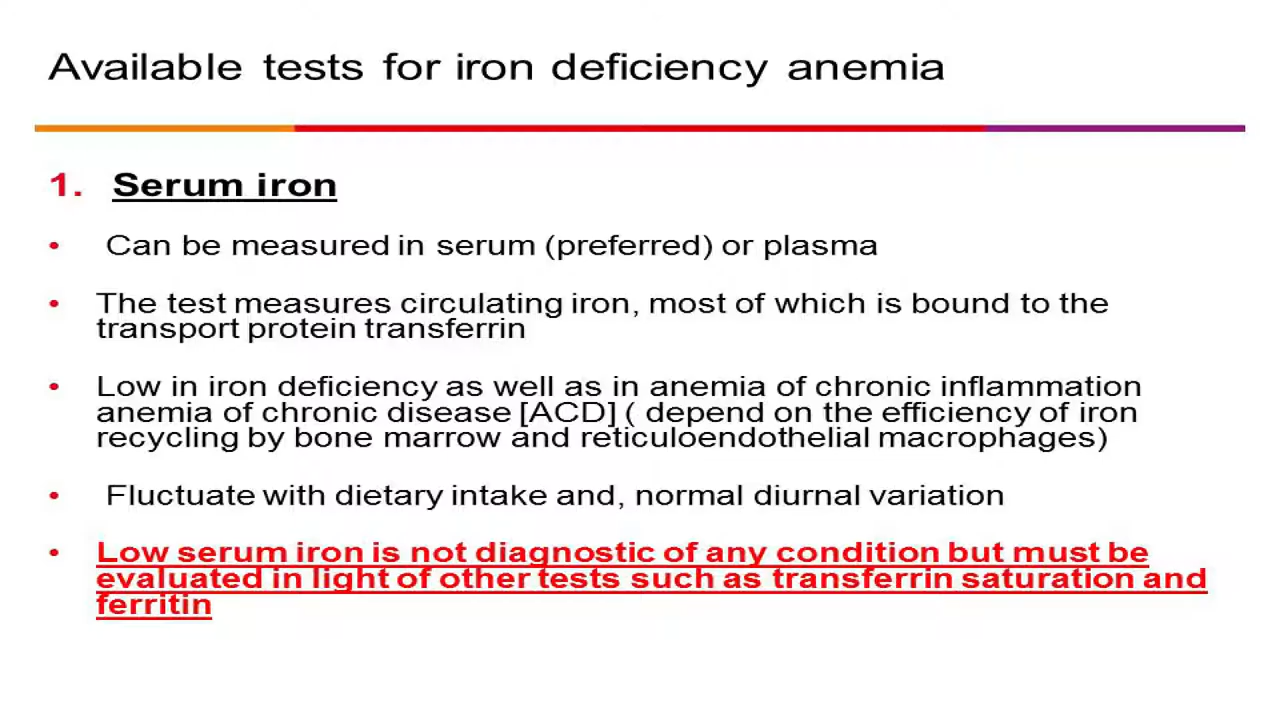 Available tests for iron deficiency anemia
1. Serum iron
• Can be measured in serum (preferred) or plasma
• The test measures circulating iron, most of which is bound to the
transport protein transferrin
• Low in iron deficiency as well as in anemia of chronic inflammation
anemia of chronic disease [ACD] ( depend on the efficiency of iron
recycling by bone marrow and reticuloendothelial macrophages)
• Fluctuate with dietary intake and, normal diurnal variation
• Low serum iron is not diagnostic of any condition but must be
evaluated in light of other tests such as transferrin saturation and
ferritin